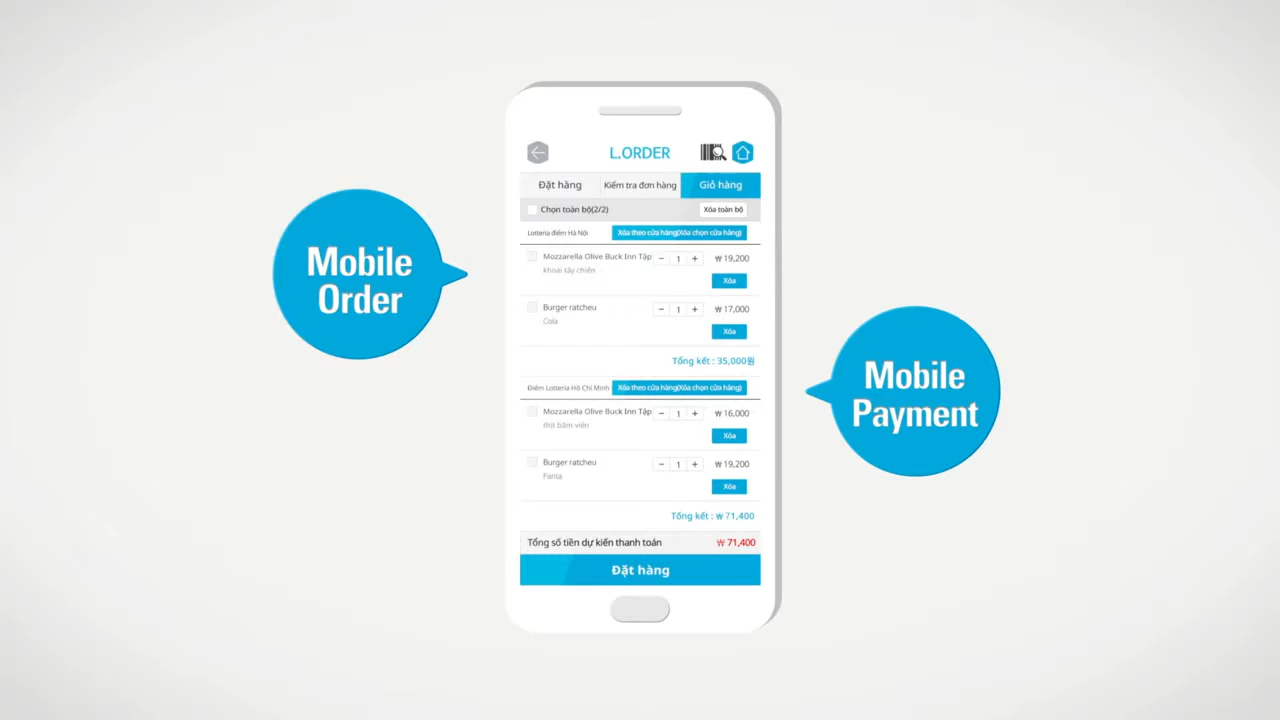 Mobile
Order
L.ORDER
Đặt hàng
Kiểm tra đơn hàng
Giỏ hàng
Chọn toàn bộ(2/2)
Xóa toàn bộ
Lotteria điểm Hà Nội
Xóa theo cửa hàng(Xóa chọn cửa hàng)
Mozzarella Olive Buck Inn Tập − 1 + ₩ 19,200
khoai tây chiên
Xóa
Burger ratcheu − 1 + ₩ 17,000
Cola
Xóa
Tổng kết : 35,000원
Điểm Lotteria Hồ Chí Minh
Xóa theo cửa hàng(Xóa chọn cửa hàng)
Mozzarella Olive Buck Inn Tập − 1 + ₩ 16,000
thịt băm viên
Xóa
Burger ratcheu − 1 + ₩ 19,200
Fanta
Xóa
Tổng kết : ₩ 71,400
Tổng số tiền dự kiến thanh toán ₩ 71,400
Đặt hàng
Mobile
Payment